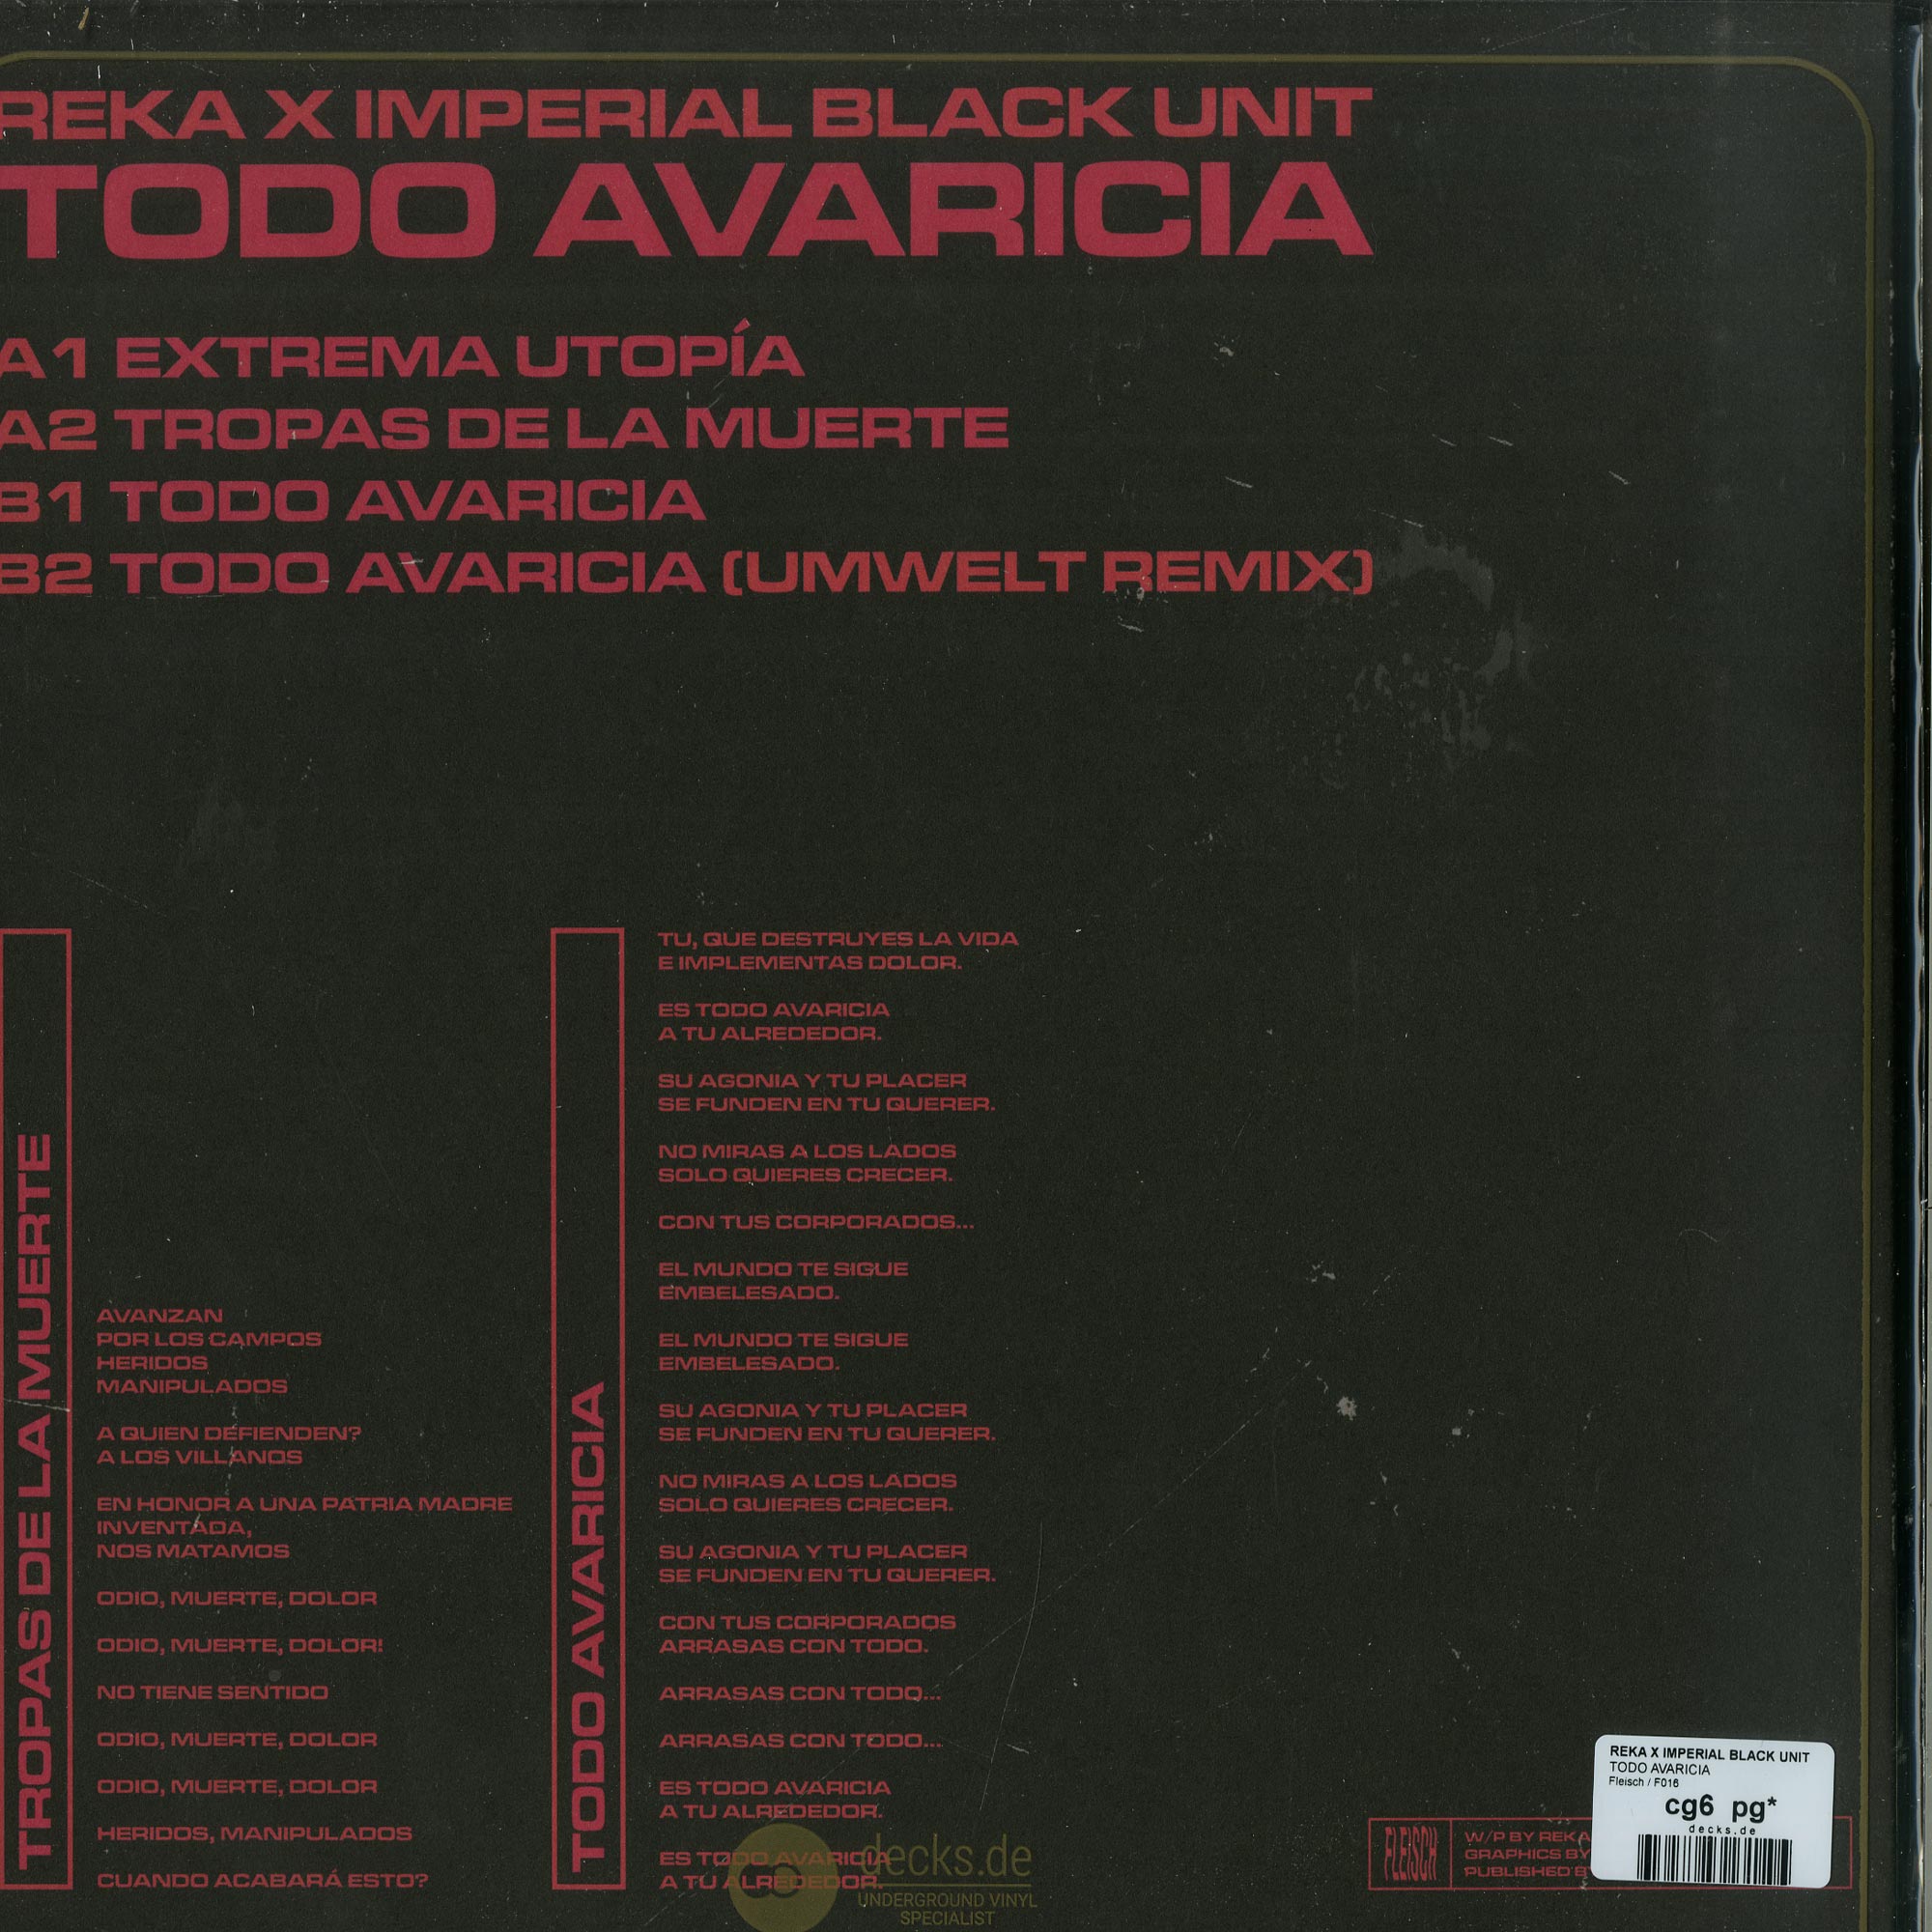 REKA X IMPERIAL BLACK UNIT
TODO AVARICIA
A1 EXTREMA UTOPÍA
A2 TROPAS DE LA MUERTE
B1 TODO AVARICIA
B2 TODO AVARICIA (UMWELT REMIX)
TROPAS DE LA MUERTE
AVANZAN
POR LOS CAMPOS
HERIDOS
MANIPULADOS
A QUIEN DEFIENDEN?
A LOS VILLANOS
EN HONOR A UNA PATRIA MADRE
INVENTADA,
NOS MATAMOS
ODIO, MUERTE, DOLOR
ODIO, MUERTE, DOLOR!
NO TIENE SENTIDO
ODIO, MUERTE, DOLOR
ODIO, MUERTE, DOLOR
HERIDOS, MANIPULADOS
CUANDO ACABARÁ ESTO?
TODO AVARICIA
TU, QUE DESTRUYES LA VIDA
E IMPLEMENTAS DOLOR.
ES TODO AVARICIA
A TU ALREDEDOR.
SU AGONIA Y TU PLACER
SE FUNDEN EN TU QUERER.
NO MIRAS A LOS LADOS
SOLO QUIERES CRECER.
CON TUS CORPORADOS...
EL MUNDO TE SIGUE
EMBELESADO.
EL MUNDO TE SIGUE
EMBELESADO.
SU AGONIA Y TU PLACER
SE FUNDEN EN TU QUERER.
NO MIRAS A LOS LADOS
SOLO QUIERES CRECER.
SU AGONIA Y TU PLACER
SE FUNDEN EN TU QUERER.
CON TUS CORPORADOS
ARRASAS CON TODO.
ARRASAS CON TODO...
ARRASAS CON TODO...
ES TODO AVARICIA
A TU ALREDEDOR.
ES TODO AVARICIA
A TU ALREDEDOR.
decks.de
UNDERGROUND VINYL
SPECIALIST
FLEISCH
W/P BY REKA
GRAPHICS BY
PUBLISHED B
REKA X IMPERIAL BLACK UNIT
TODO AVARICIA
Fleisch / F016
cg6 pg*
decks.de